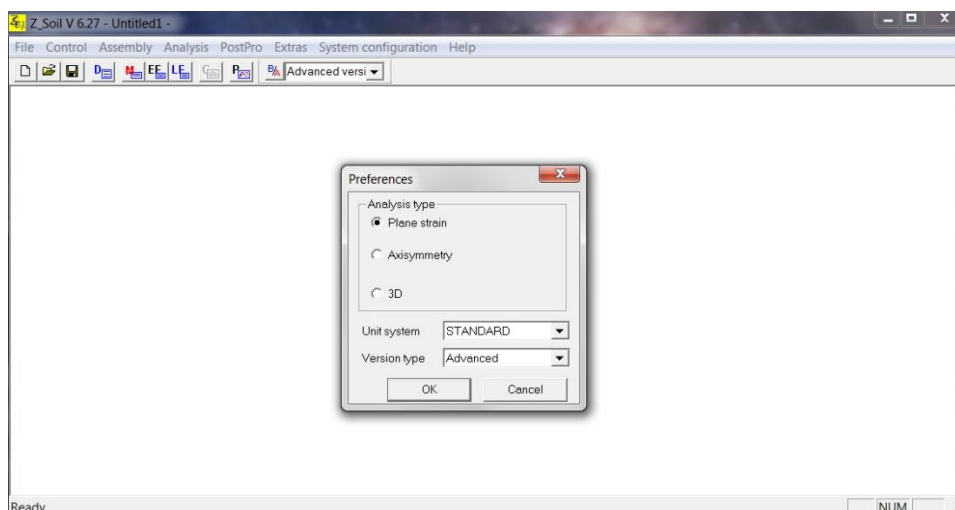 Z_Soil V 6.27 - Untitled1 -
File Control Assembly Analysis PostPro Extras System configuration Help
Advanced versi
Preferences
Analysis type
Plane strain
Axisymmetry
3D
Unit system STANDARD
Version type Advanced
OK Cancel
Ready NUM